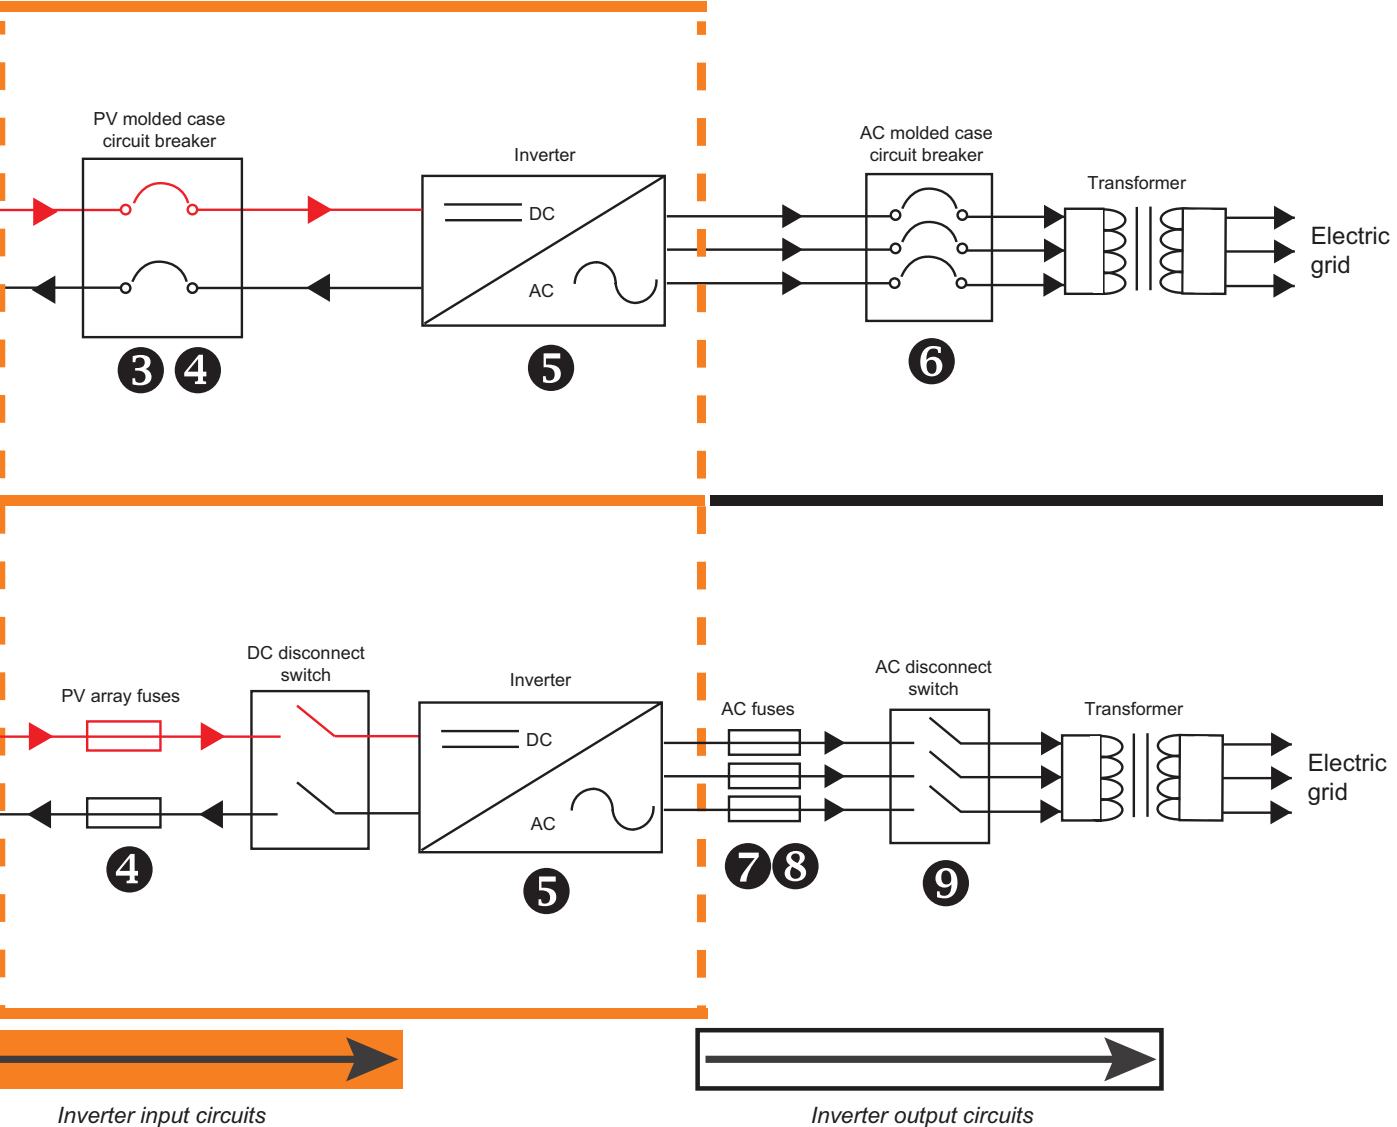 PV molded case
circuit breaker
Inverter
AC molded case
circuit breaker
Transformer
DC
AC
Electric
grid
3 4
5
6
DC disconnect
switch
PV array fuses
Inverter
AC fuses
AC disconnect
switch
Transformer
DC
AC
Electric
grid
4
5
7 8
9
Inverter input circuits
Inverter output circuits